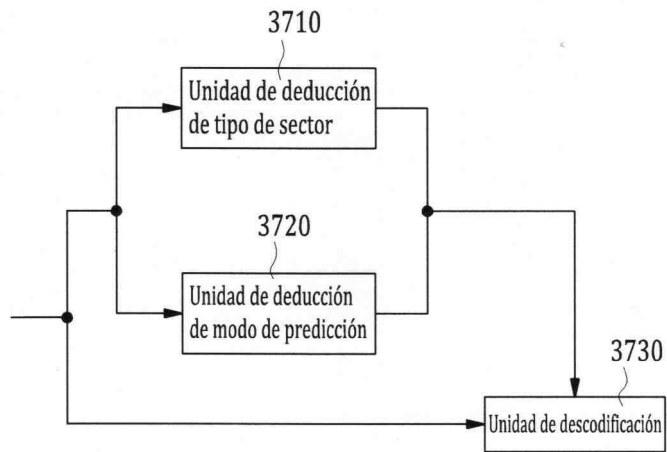 3710
Unidad de deducción
de tipo de sector
3720
Unidad de deducción
de modo de predicción
3730
Unidad de descodificación